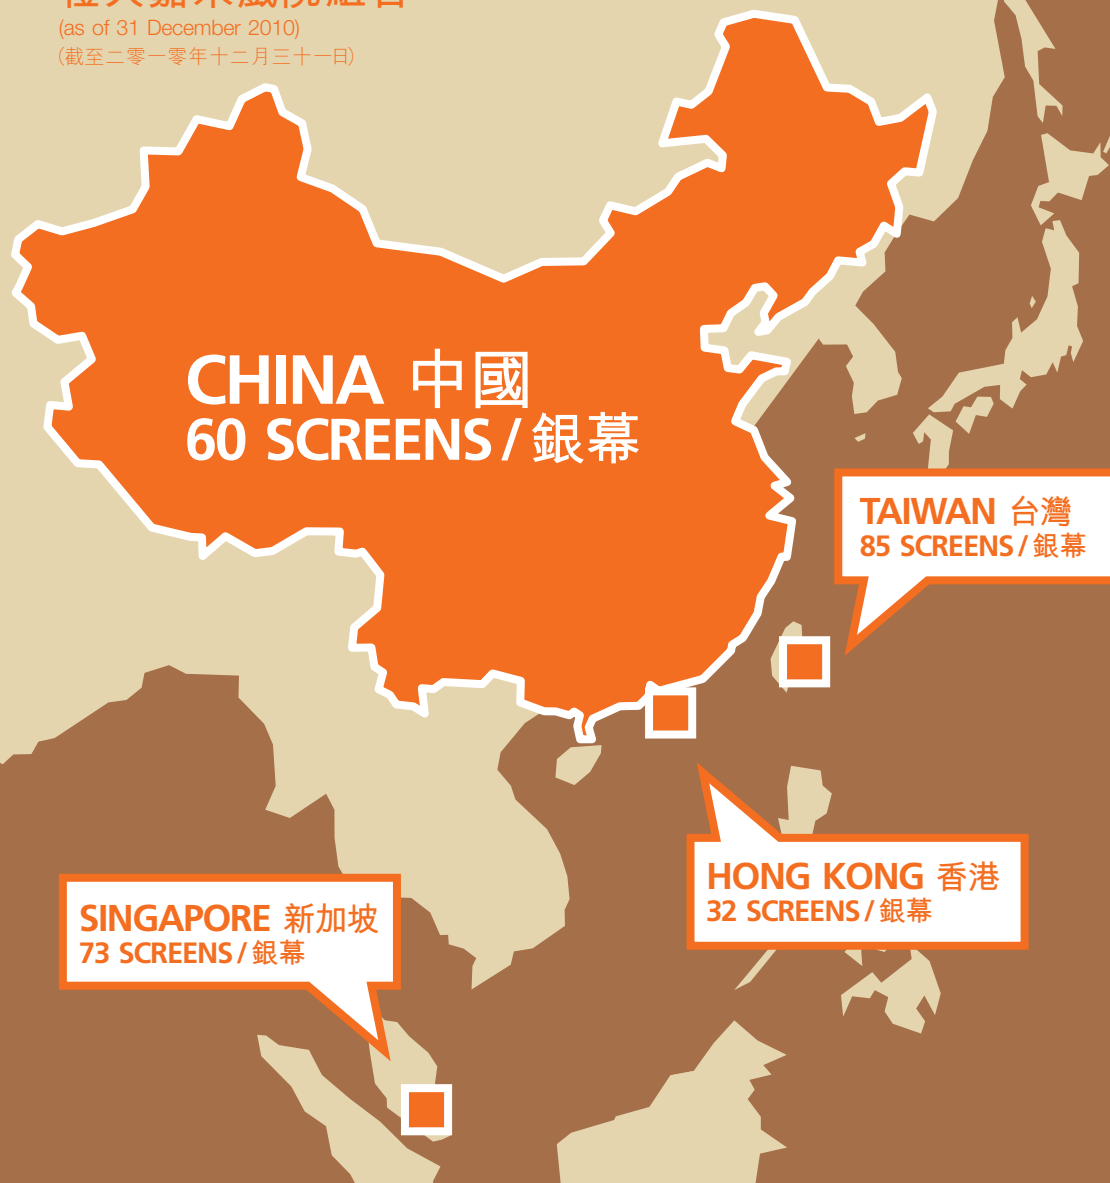 (as of 31 December 2010)
(截至二零一零年十二月三十一日)
CHINA 中國
60 SCREENS / 銀幕
TAIWAN 台灣
85 SCREENS / 銀幕
HONG KONG 香港
32 SCREENS / 銀幕
SINGAPORE 新加坡
73 SCREENS / 銀幕